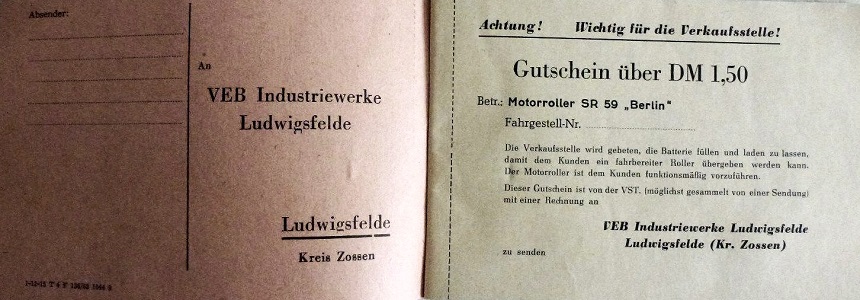 Absender:
An
VEB Industriewerke
Ludwigsfelde
Ludwigsfelde
Kreis Zossen
Achtung! Wichtig für die Verkaufsstelle!
Gutschein über DM 1,50
Betr.: Motorroller SR 59 „Berlin"
Fahrgestell-Nr.
Die Verkaufsstelle wird gebeten, die Batterie füllen und laden zu lassen,
damit dem Kunden ein fahrbereiter Roller übergeben werden kann.
Der Motorroller ist dem Kunden funktionsmäßig vorzuführen.
Dieser Gutschein ist von der VST. (möglichst gesammelt von einer Sendung)
mit einer Rechnung an
VEB Industriewerke Ludwigsfelde
Ludwigsfelde (Kr. Zossen)
zu senden